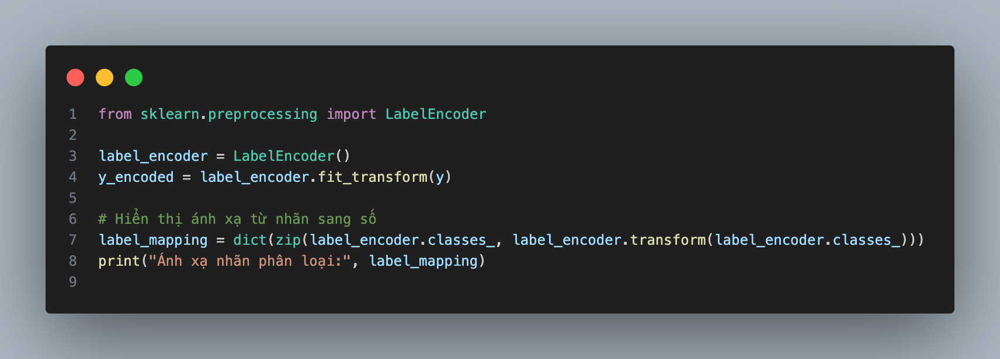 1 from sklearn.preprocessing import LabelEncoder
2
3 label_encoder = LabelEncoder()
4 y_encoded = label_encoder.fit_transform(y)
5
6 # Hiển thị ánh xạ từ nhãn sang số
7 label_mapping = dict(zip(label_encoder.classes_, label_encoder.transform(label_encoder.classes_)))
8 print("Ánh xạ nhãn phân loại:", label_mapping)
9